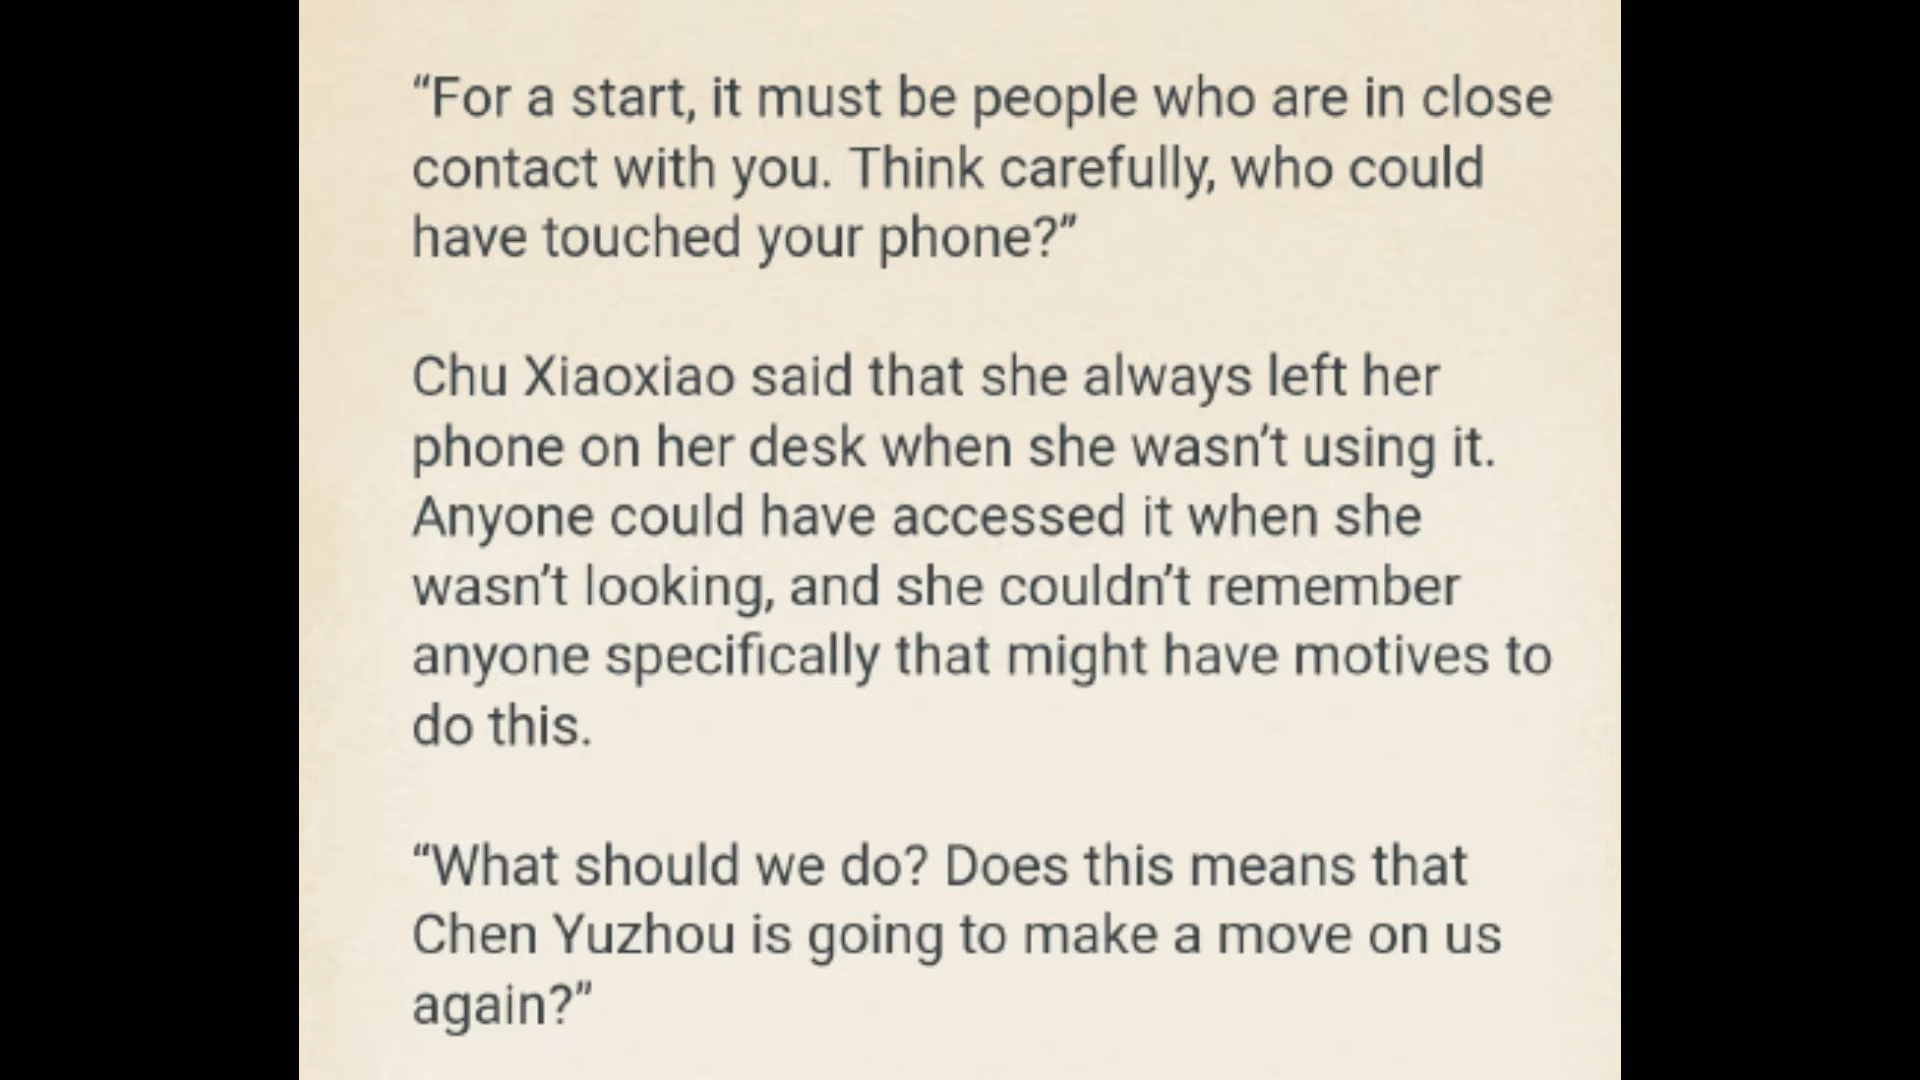 “For a start, it must be people who are in close
contact with you. Think carefully, who could
have touched your phone?”
Chu Xiaoxiao said that she always left her
phone on her desk when she wasn’t using it.
Anyone could have accessed it when she
wasn’t looking, and she couldn’t remember
anyone specifically that might have motives to
do this.
“What should we do? Does this means that
Chen Yuzhou is going to make a move on us
again?”